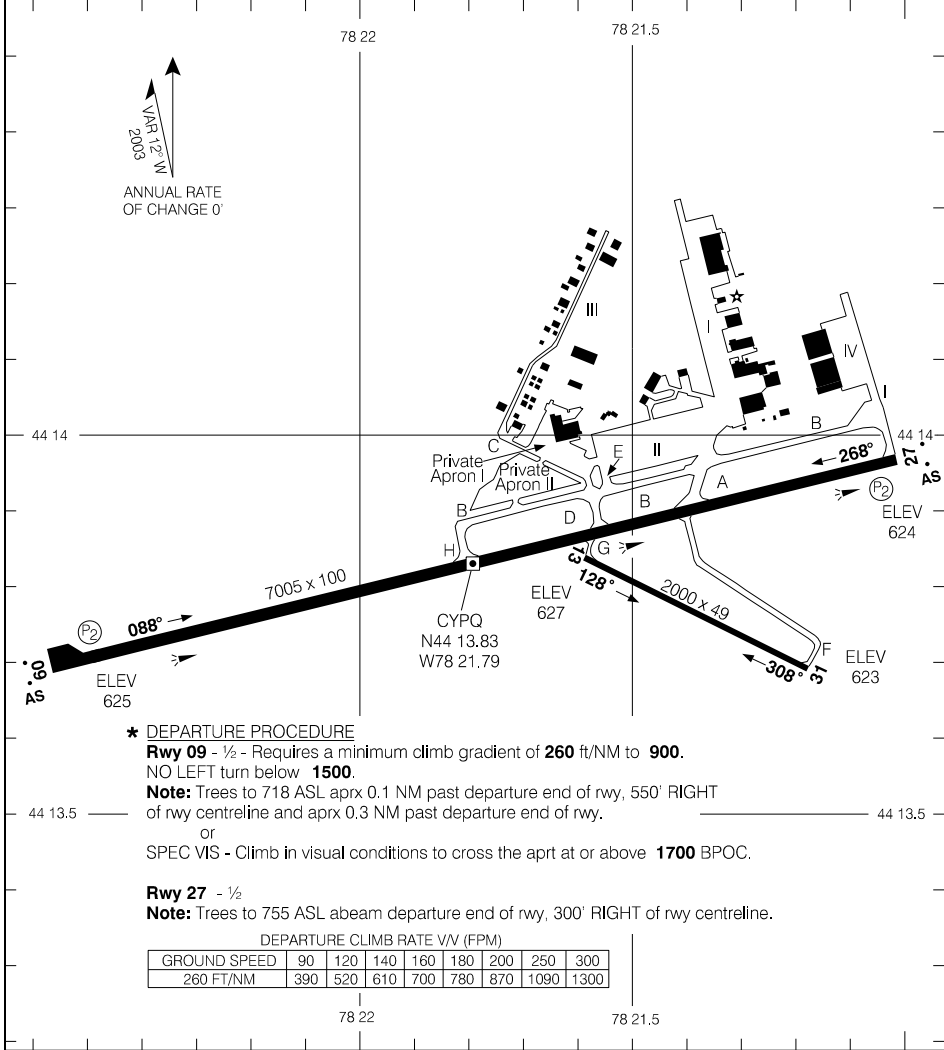 78 22
78 21.5
VAR 12° W
2003
ANNUAL RATE
OF CHANGE 0'
III
I
IV
I
44 14
C
Private
Apron I
Private
Apron II
E
II
B
268°
27
44 14
AS
P2
ELEV
624
A
B
B
D
H
G
13
128°
ELEV
627
2000 x 49
7005 x 100
CYPQ
N44 13.83
W78 21.79
P2
088°
09
AS
ELEV
625
308°
31
F
ELEV
623
* DEPARTURE PROCEDURE
Rwy 09 - ½ - Requires a minimum climb gradient of 260 ft/NM to 900.
NO LEFT turn below 1500.
Note: Trees to 718 ASL aprx 0.1 NM past departure end of rwy, 550' RIGHT
of rwy centreline and aprx 0.3 NM past departure end of rwy.
44 13.5
44 13.5
or
SPEC VIS - Climb in visual conditions to cross the aprt at or above 1700 BPOC.
Rwy 27 - ½
Note: Trees to 755 ASL abeam departure end of rwy, 300' RIGHT of rwy centreline.
DEPARTURE CLIMB RATE V/V (FPM)
GROUND SPEED 90 120 140 160 180 200 250 300
260 FT/NM 390 520 610 700 780 870 1090 1300
78 22
78 21.5